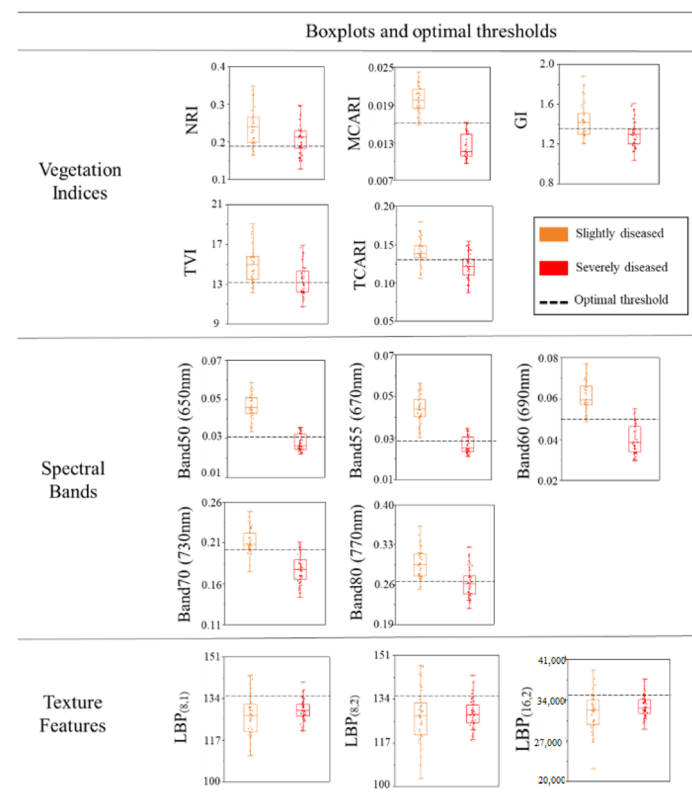 Boxplots and optimal thresholds
Vegetation
Indices
NRI
0.4
0.3
0.2
0.1
MCARI
0.025
0.019
0.013
0.007
GI
2.0
1.6
1.2
0.8
TVI
21
17
13
9
TCARI
0.20
0.15
0.10
0.05
Slightly diseased
Severely diseased
Optimal threshold
Spectral
Bands
Band50 (650nm)
0.07
0.05
0.03
0.01
Band55 (670nm)
0.07
0.05
0.03
0.01
Band60 (690nm)
0.08
0.06
0.04
0.02
Band70 (730nm)
0.26
0.21
0.16
0.11
Band80 (770nm)
0.40
0.33
0.26
0.19
Texture
Features
LBP(8,1)
151
134
117
100
LBP(8,2)
151
134
117
100
LBP(16,2)
41,000
34,000
27,000
20,000